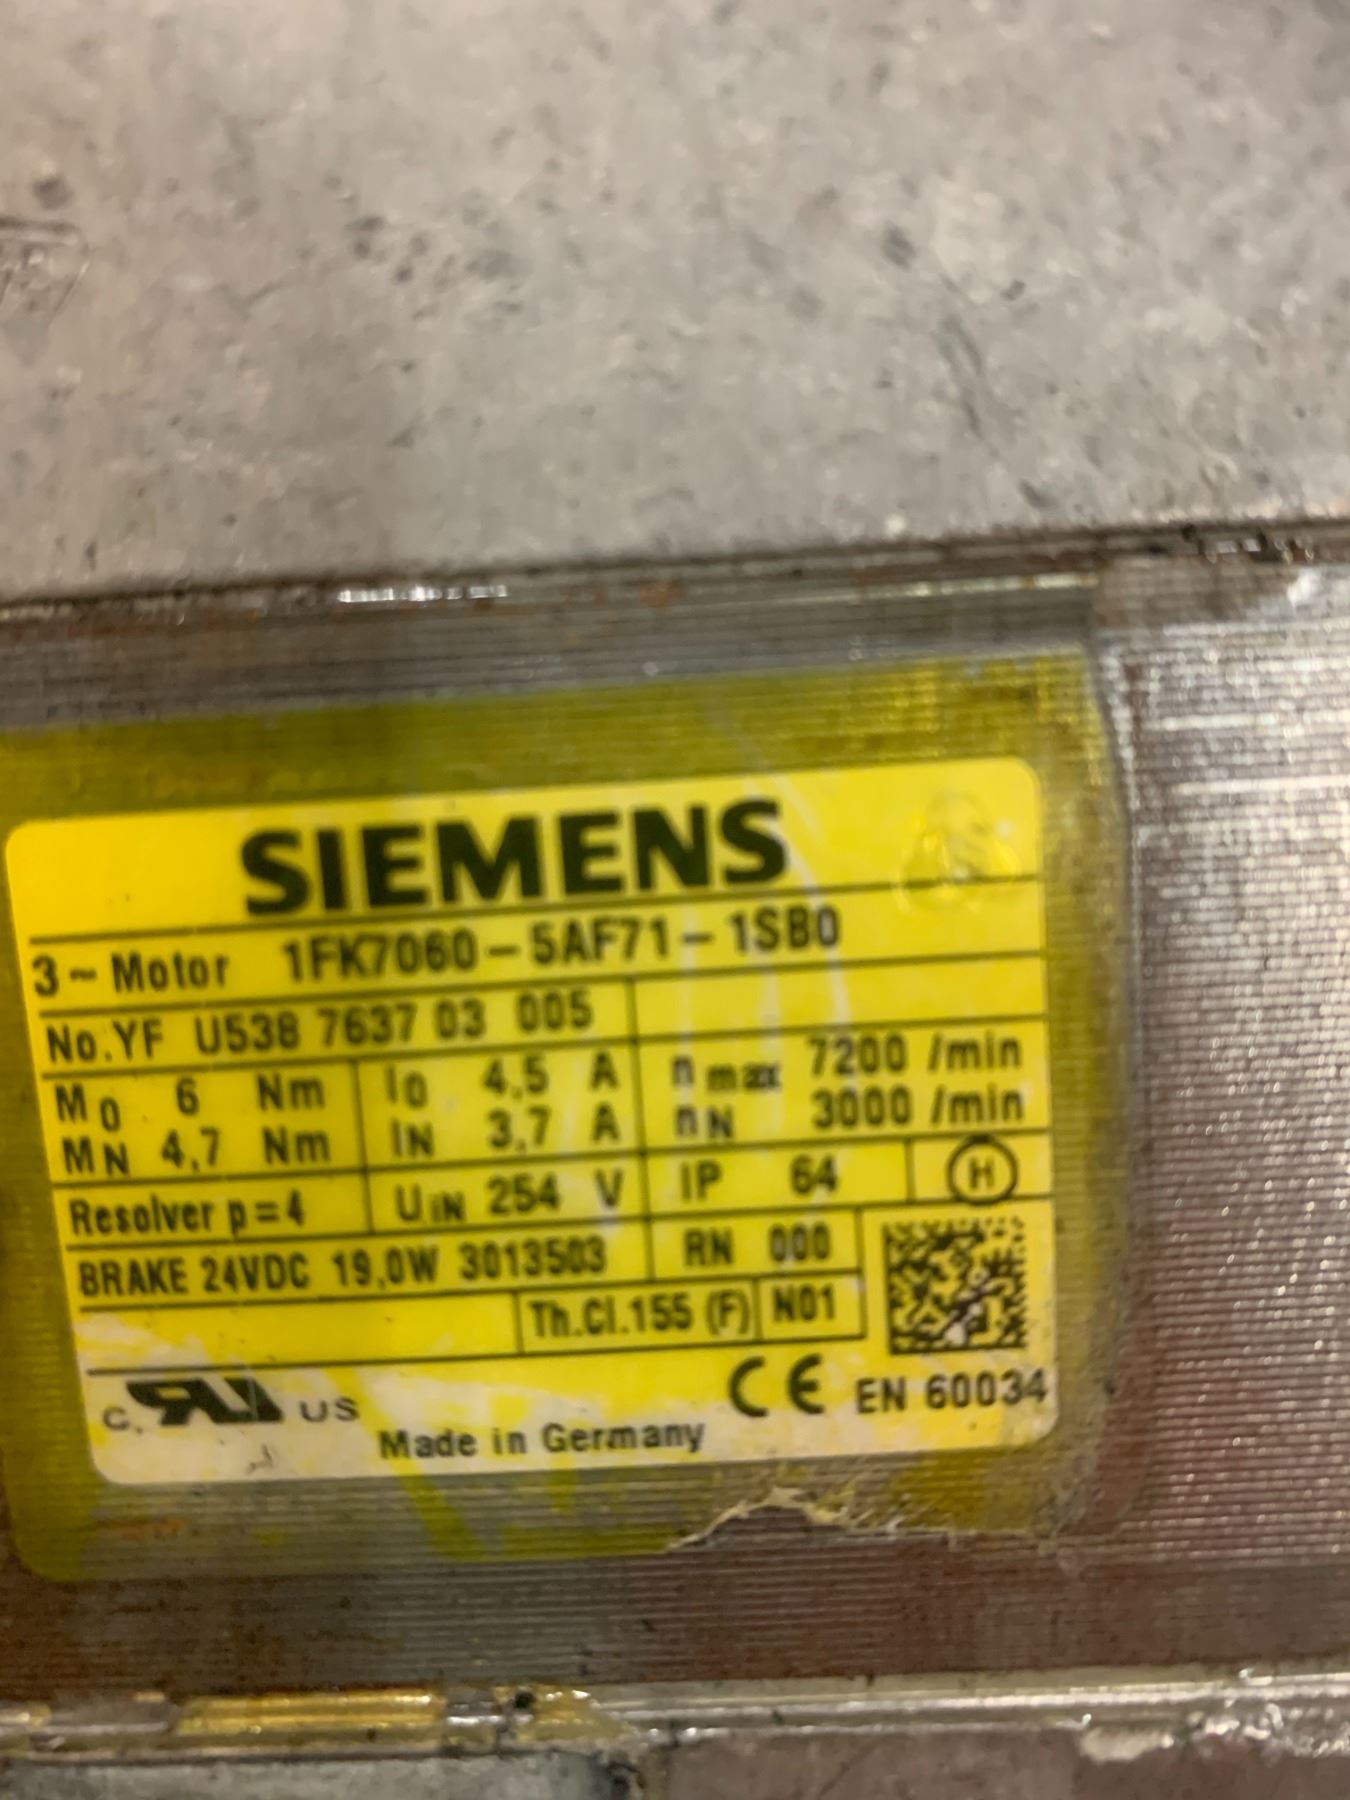 SIEMENS
3~Motor 1FK7060-5AF71-1SB0
No.YF U538 7637 03 005
M0 6 Nm I0 4,5 A nmax 7200 /min
MN 4,7 Nm IN 3,7 A nN 3000 /min
Resolver p=4 UIN 254 V IP 64 H
BRAKE 24VDC 19,0W 3013503 RN 000
Th.Cl.155 (F) N01
C RU US CE EN 60034
Made in Germany